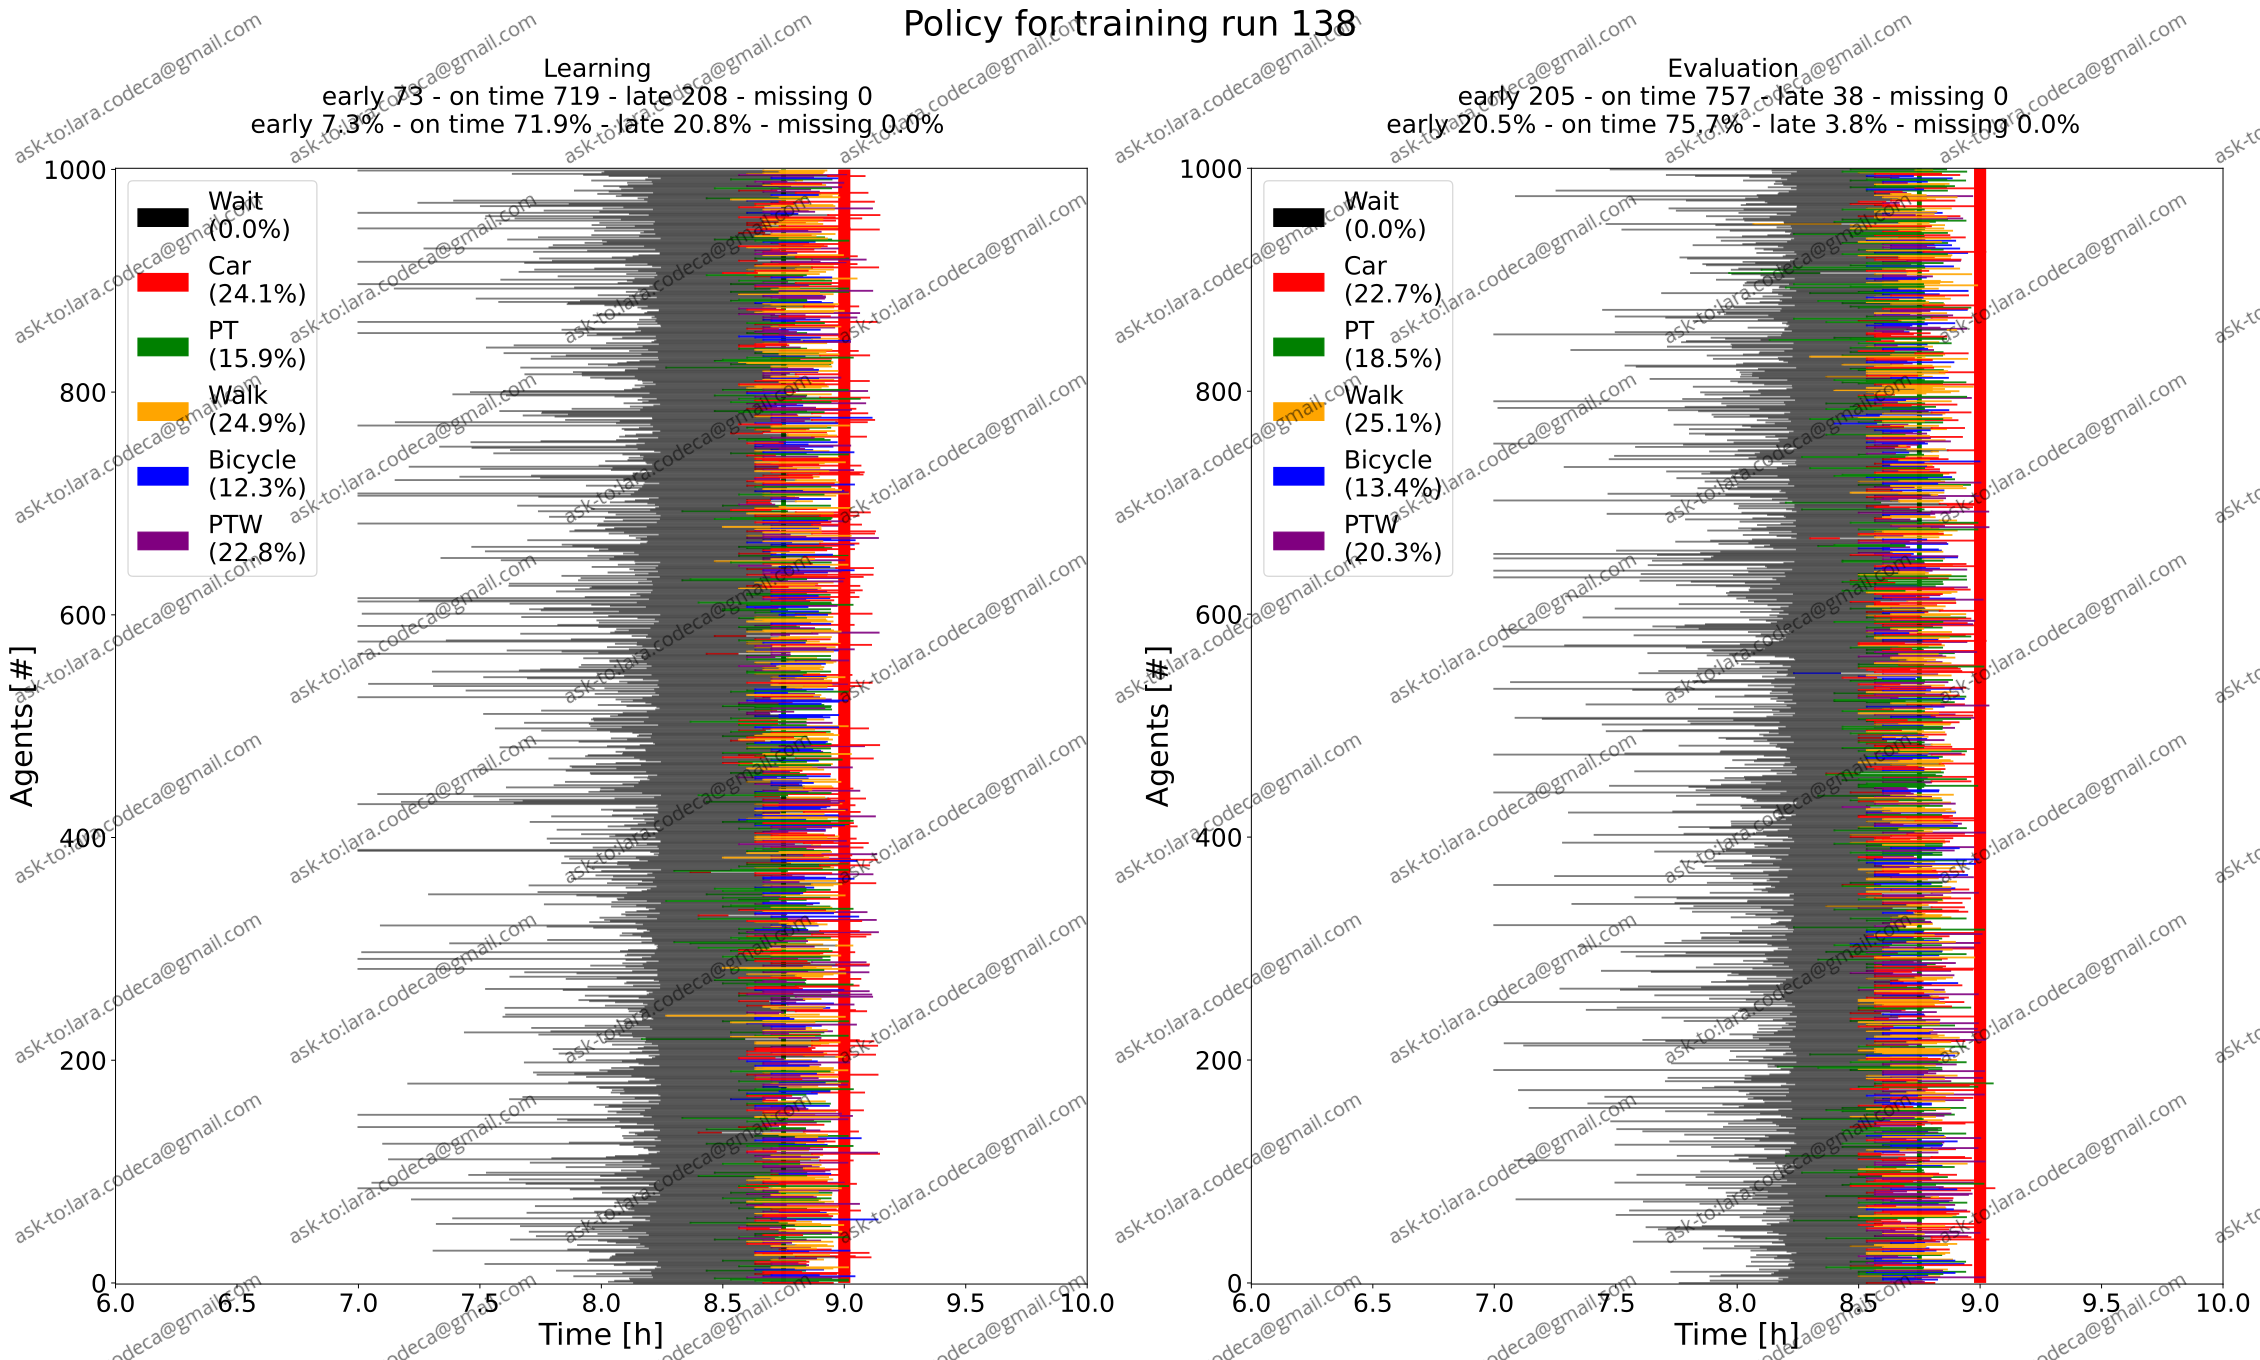 Policy for training run 138
Learning
early 73 - on time 719 - late 208 - missing 0
early 7.3% - on time 71.9% - late 20.8% - missing 0.0%
Evaluation
early 205 - on time 757 - late 38 - missing 0
early 20.5% - on time 75.7% - late 3.8% - missing 0.0%
Agents [#]
1000
800
600
400
200
0
Wait
(0.0%)
Car
(24.1%)
PT
(15.9%)
Walk
(24.9%)
Bicycle
(12.3%)
PTW
(22.8%)
6.0 6.5 7.0 7.5 8.0 8.5 9.0 9.5 10.0
Time [h]
Agents [#]
1000
800
600
400
200
0
Wait
(0.0%)
Car
(22.7%)
PT
(18.5%)
Walk
(25.1%)
Bicycle
(13.4%)
PTW
(20.3%)
6.0 6.5 7.0 7.5 8.0 8.5 9.0 9.5 10.0
Time [h]
ask-to:lara.codeca@gmail.com